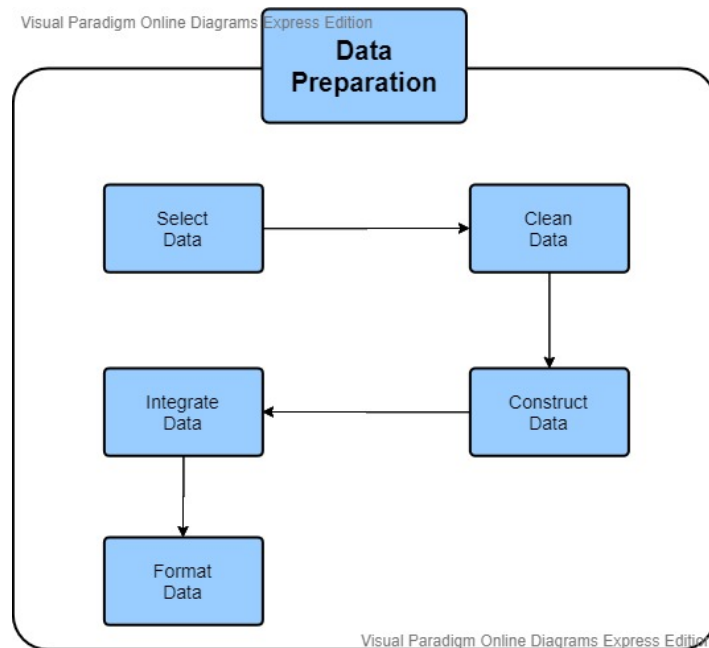 Visual Paradigm Online Diagrams Express Edition
Data
Preparation
Select
Data
Clean
Data
Construct
Data
Integrate
Data
Format
Data
Visual Paradigm Online Diagrams Express Edition